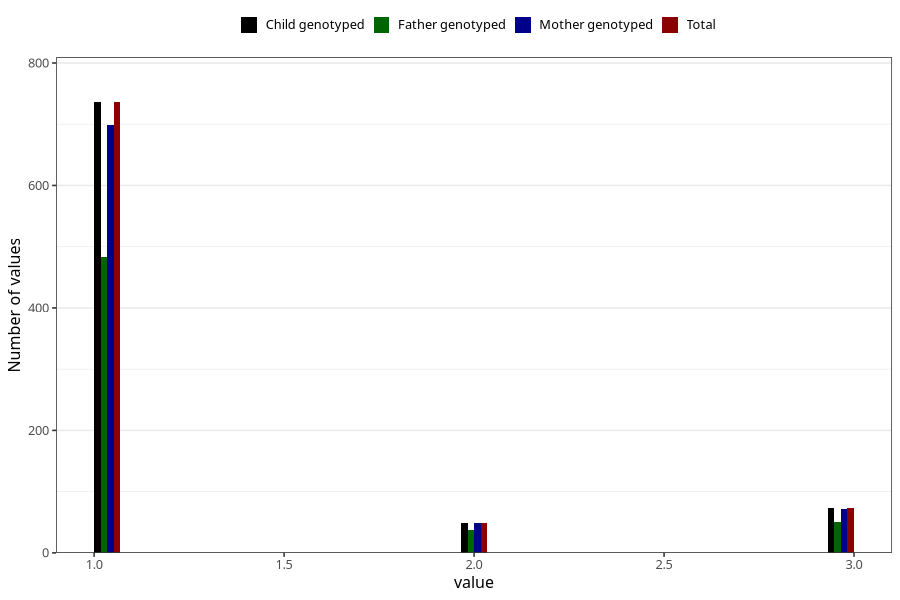 Child genotyped Father genotyped Mother genotyped Total
Number of values
800
600
400
200
0
1.0 1.5 2.0 2.5 3.0
value